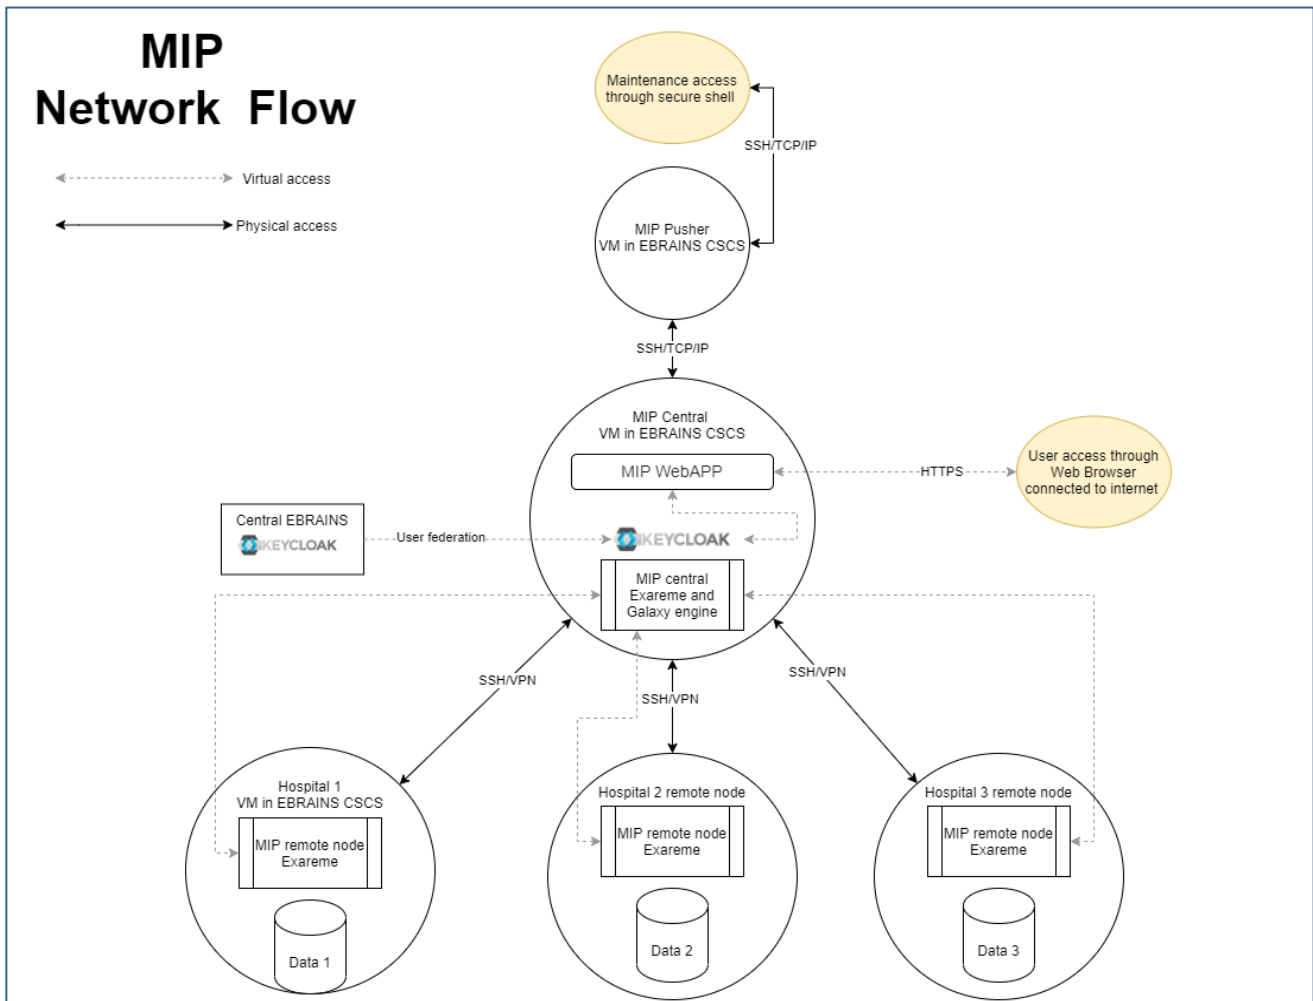 MIP
Network Flow
Virtual access
Physical access
Maintenance access
through secure shell
SSH/TCP/IP
MIP Pusher
VM in EBRAINS CSCS
SSH/TCP/IP
MIP Central
VM in EBRAINS CSCS
MIP WebAPP
HTTPS
User access through
Web Browser
connected to internet
Central EBRAINS
KEYCLOAK
User federation
KEYCLOAK
MIP central
Exareme and
Galaxy engine
SSH/VPN
SSH/VPN
SSH/VPN
Hospital 1
VM in EBRAINS CSCS
MIP remote node
Exareme
Data 1
Hospital 2 remote node
MIP remote node
Exareme
Data 2
Hospital 3 remote node
MIP remote node
Exareme
Data 3